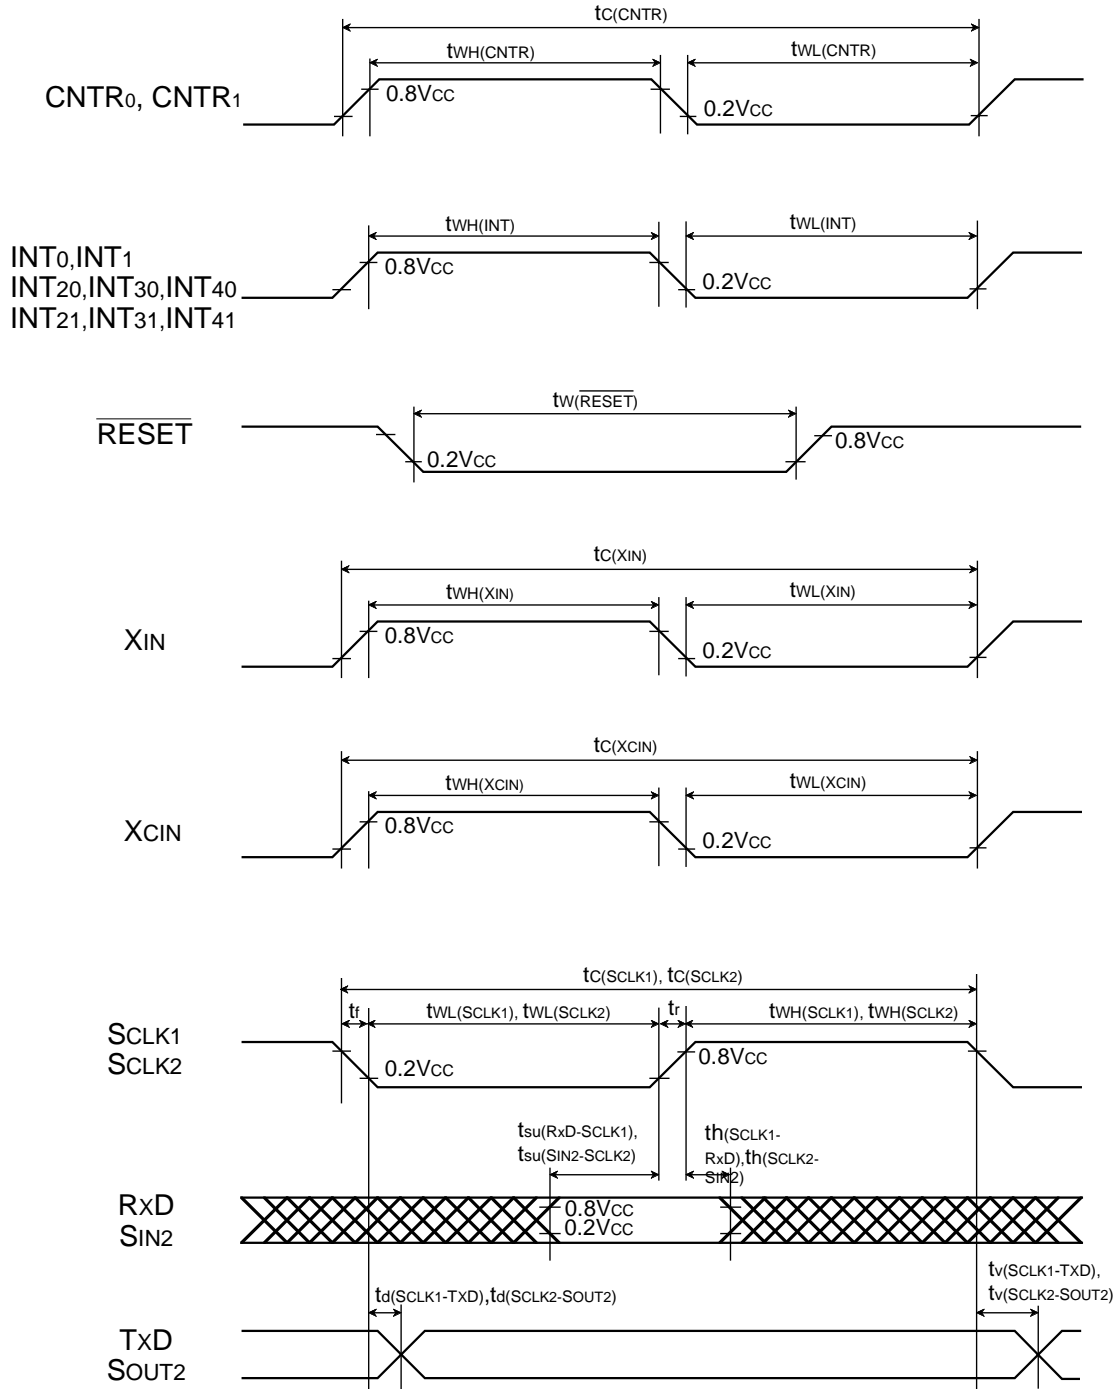 tC(CNTR)
tWH(CNTR)
tWL(CNTR)
CNTR0, CNTR1
0.8VCC
0.2VCC
tWH(INT)
tWL(INT)
INT0,INT1
INT20,INT30,INT40
INT21,INT31,INT41
0.8VCC
0.2VCC
tW(RESET)
RESET
0.2VCC
0.8VCC
tC(XIN)
tWH(XIN)
tWL(XIN)
XIN
0.8VCC
0.2VCC
tC(XCIN)
tWH(XCIN)
tWL(XCIN)
XCIN
0.8VCC
0.2VCC
tC(SCLK1), tC(SCLK2)
tf
tWL(SCLK1), tWL(SCLK2)
tr
tWH(SCLK1), tWH(SCLK2)
SCLK1
SCLK2
0.2VCC
0.8VCC
tsu(RxD-SCLK1),
tsu(SIN2-SCLK2)
th(SCLK1-
RxD),th(SCLK2-
SIN2)
RXD
SIN2
0.8VCC
0.2VCC
td(SCLK1-TXD),td(SCLK2-SOUT2)
tv(SCLK1-TXD),
tv(SCLK2-SOUT2)
TXD
SOUT2